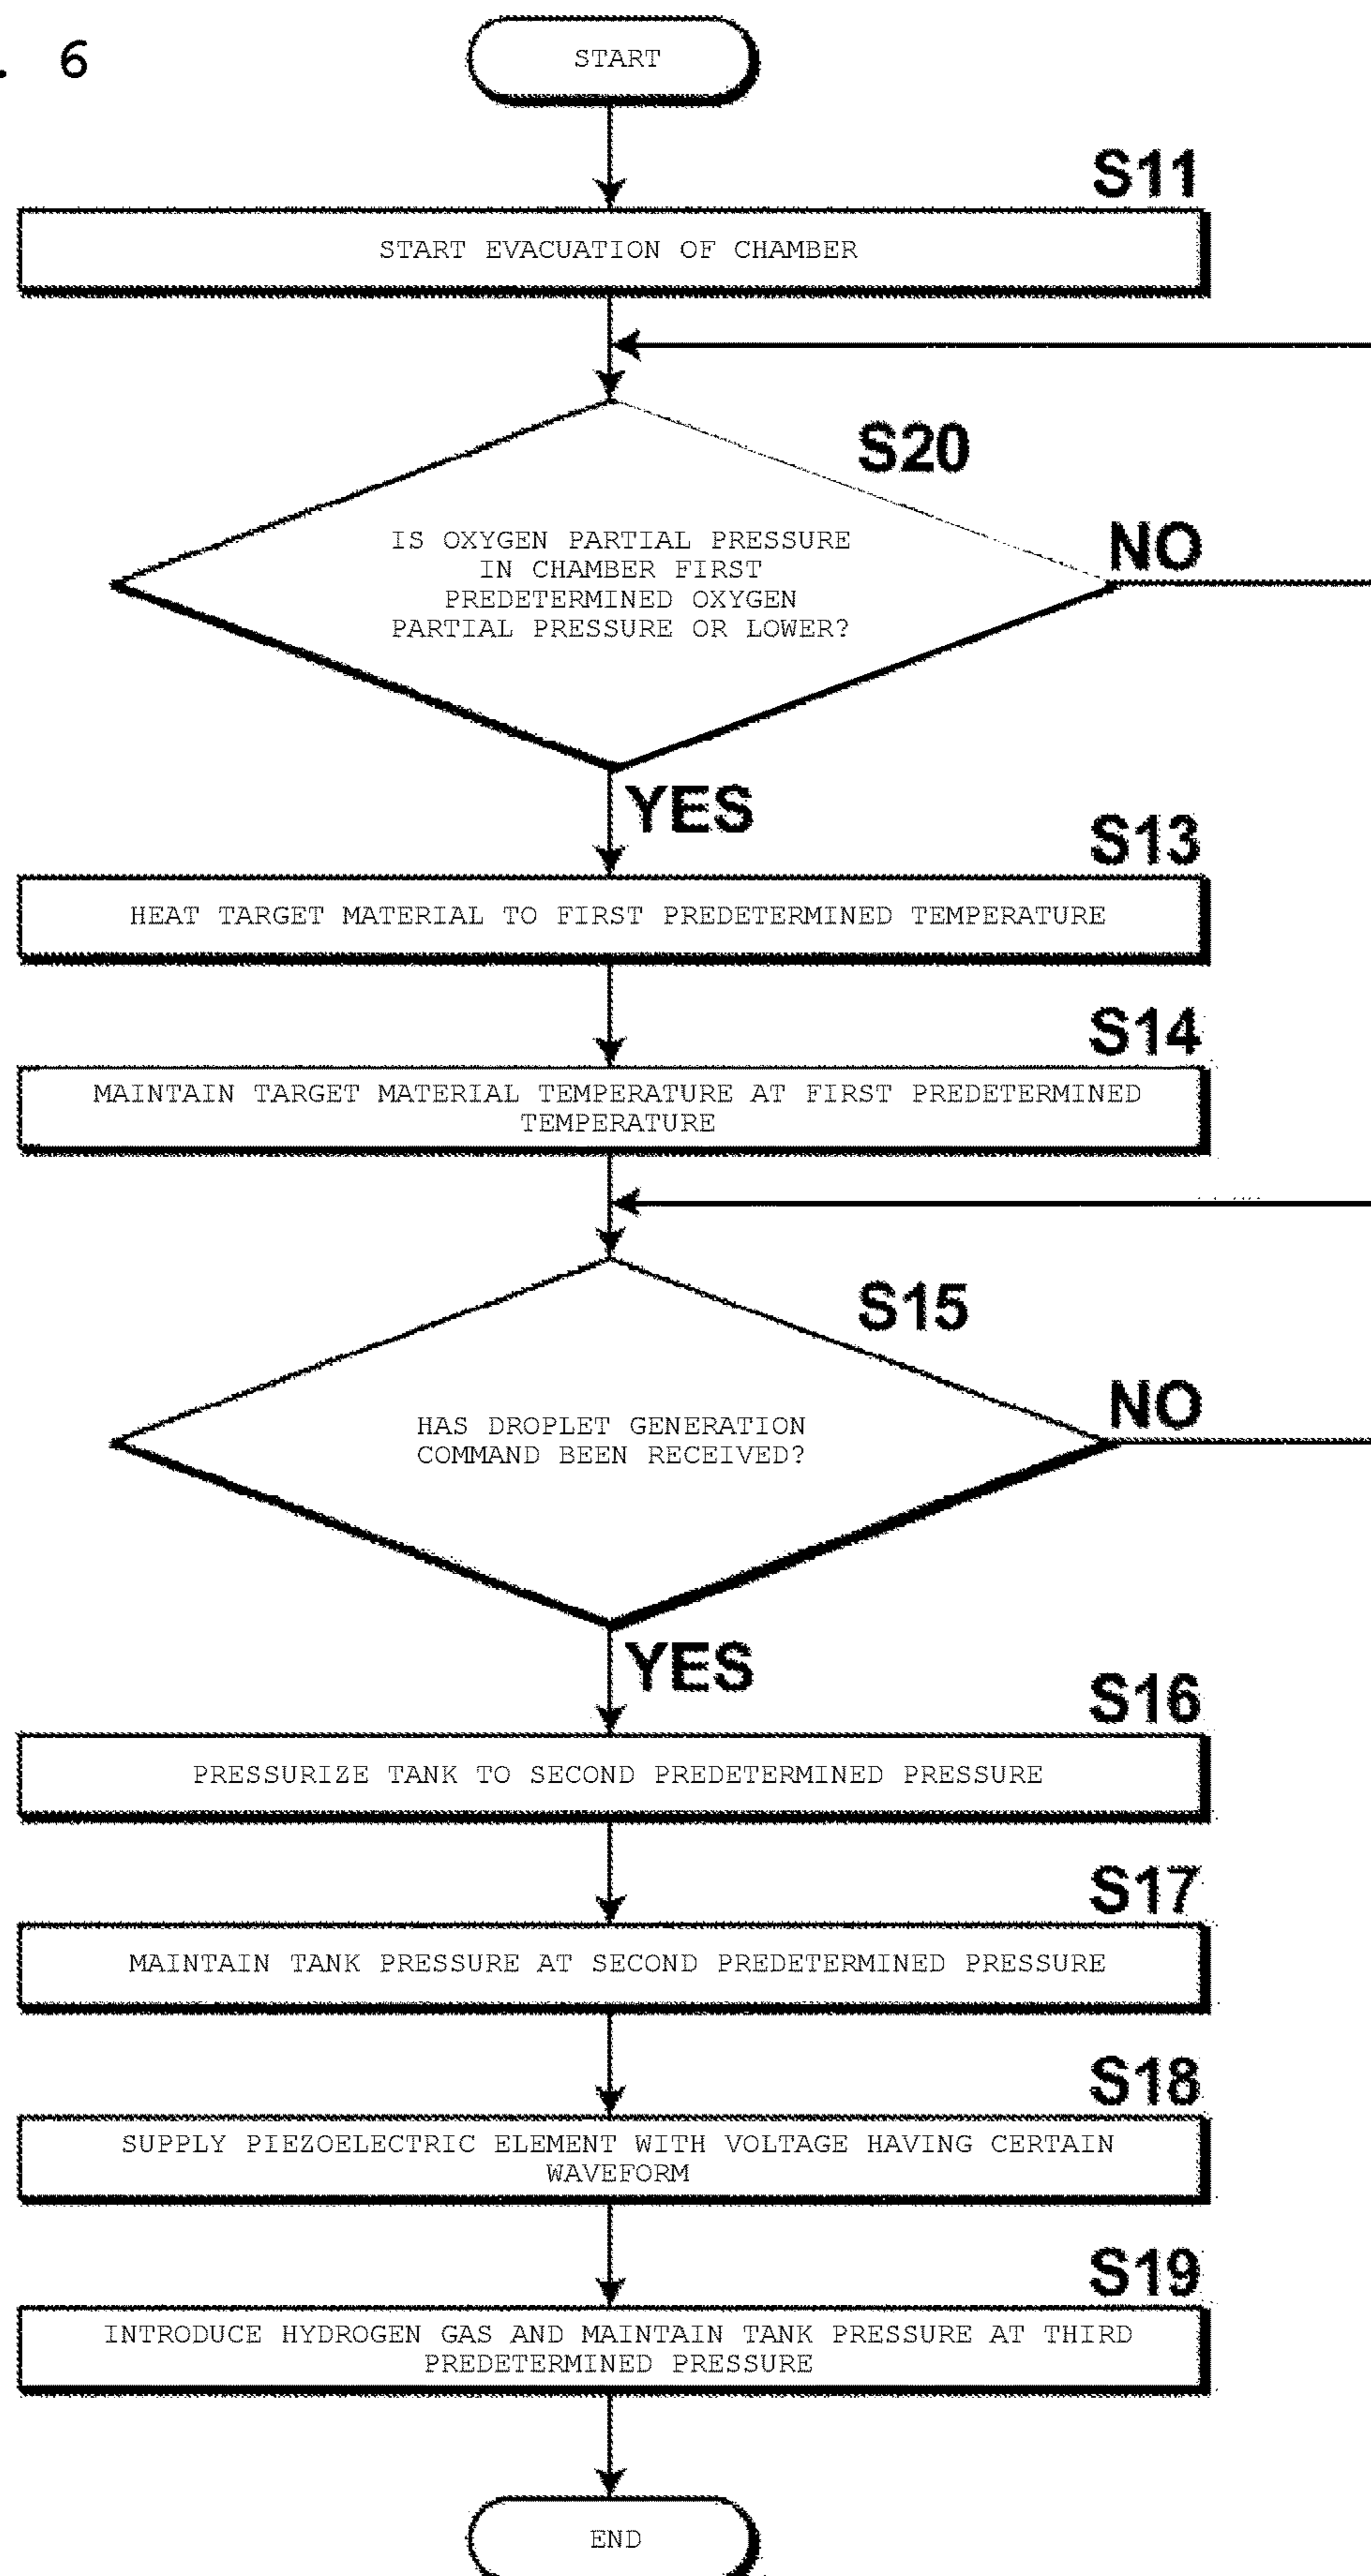 . 6
START
S11
START EVACUATION OF CHAMBER
S20
IS OXYGEN PARTIAL PRESSURE
IN CHAMBER FIRST
PREDETERMINED OXYGEN
PARTIAL PRESSURE OR LOWER?
NO
YES
S13
HEAT TARGET MATERIAL TO FIRST PREDETERMINED TEMPERATURE
S14
MAINTAIN TARGET MATERIAL TEMPERATURE AT FIRST PREDETERMINED
TEMPERATURE
S15
HAS DROPLET GENERATION
COMMAND BEEN RECEIVED?
NO
YES
S16
PRESSURIZE TANK TO SECOND PREDETERMINED PRESSURE
S17
MAINTAIN TANK PRESSURE AT SECOND PREDETERMINED PRESSURE
S18
SUPPLY PIEZOELECTRIC ELEMENT WITH VOLTAGE HAVING CERTAIN
WAVEFORM
S19
INTRODUCE HYDROGEN GAS AND MAINTAIN TANK PRESSURE AT THIRD
PREDETERMINED PRESSURE
END